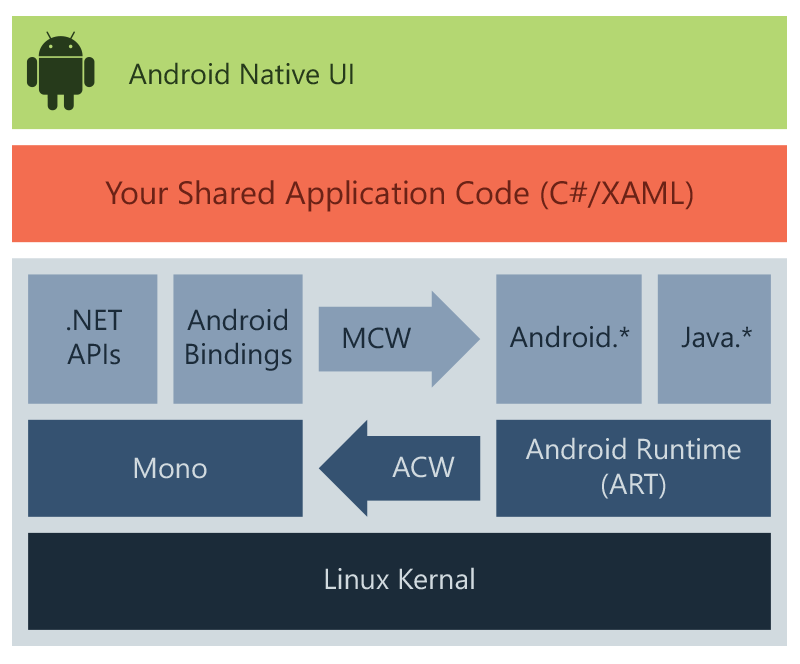 Android Native UI
Your Shared Application Code (C#/XAML)
.NET
APIs
Android
Bindings
MCW
Android.*
Java.*
Mono
ACW
Android Runtime
(ART)
Linux Kernal